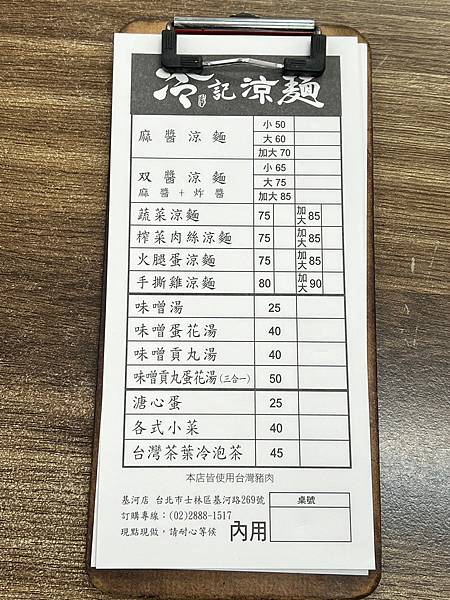 冷記涼麵
麻醬涼麵 小 50
大 60
加大 70
双醬涼麵 小 65
麻醬+炸醬 大 75
加大 85
蔬菜涼麵 75 加大 85
榨菜肉絲涼麵 75 加大 85
火腿蛋涼麵 75 加大 85
手撕雞涼麵 80 加大 90
味噌湯 25
味噌蛋花湯 40
味噌貢丸湯 40
味噌貢丸蛋花湯(三合一) 50
溏心蛋 25
各式小菜 40
台灣茶葉冷泡茶 45
本店皆使用台灣豬肉
基河店 台北市士林區基河路269號
訂購專線：(02)2888-1517
現點現做，請耐心等候
內用
桌號